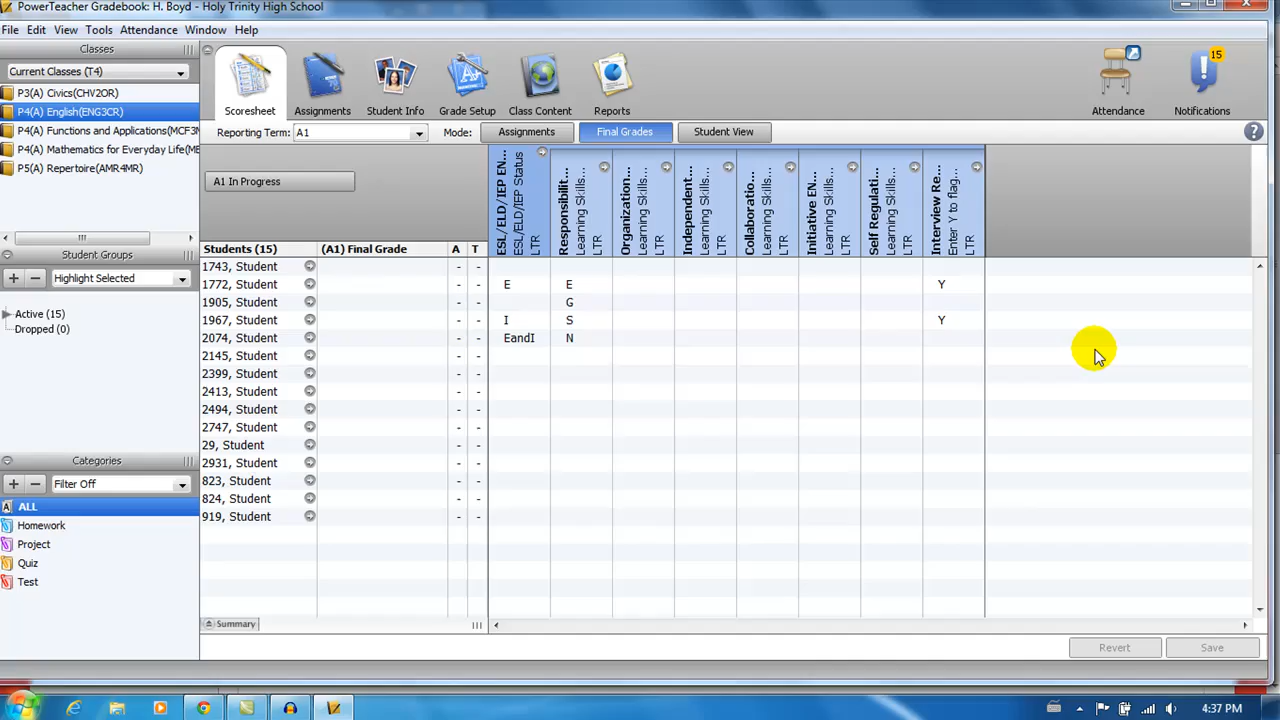 PowerTeacher Gradebook: H. Boyd - Holy Trinity High School
File Edit View Tools Attendance Window Help
Classes
Current Classes (T4)
P3(A) Civics(CHV2OR)
P4(A) English(ENG3CR)
P4(A) Functions and Applications(MCF3M
P4(A) Mathematics for Everyday Life(ME
P5(A) Repertoire(AMR4MR)
Student Groups
Highlight Selected
Active (15)
Dropped (0)
Categories
Filter Off
ALL
Homework
Project
Quiz
Test
Scoresheet
Assignments
Student Info
Grade Setup
Class Content
Reports
Attendance
15
Notifications
Reporting Term: A1
Mode: Assignments Final Grades Student View
A1 In Progress
ESL/ELD/IEP EN...
ESL/ELD/IEP Status
LTR
Responsibilit...
Learning Skills...
LTR
Organization...
Learning Skills...
LTR
Independent...
Learning Skills...
LTR
Collaboratio...
Learning Skills...
LTR
Initiative EN...
Learning Skills...
LTR
Self Regulati...
Learning Skills...
LTR
Interview Re...
Enter Y to flag...
LTR
Students (15) (A1) Final Grade A T
1743, Student - -
1772, Student - - E E Y
1905, Student - - G
1967, Student - - I S Y
2074, Student - - EandI N
2145, Student - -
2399, Student - -
2413, Student - -
2494, Student - -
2747, Student - -
29, Student - -
2931, Student - -
823, Student - -
824, Student - -
919, Student - -
Summary
Revert Save
4:37 PM